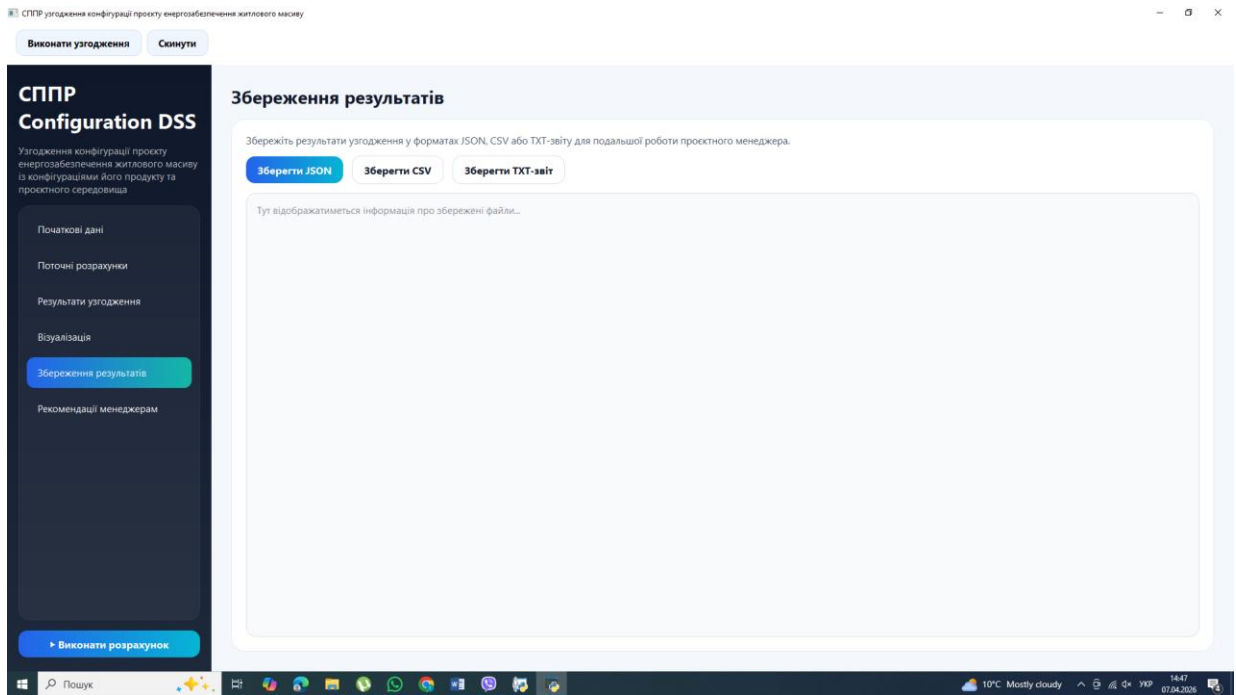 СППР узгодження конфігурації проєкту енергозабезпечення житлового масиву
Виконати узгодження
Скинути
СППР
Configuration DSS
Узгодження конфігурації проєкту
енергозабезпечення житлового масиву
із конфігураціями його продукту та
проєктного середовища
Початкові дані
Поточні розрахунки
Результати узгодження
Візуалізація
Збереження результатів
Рекомендації менеджерам
Виконати розрахунок
Збереження результатів
Збережіть результати узгодження у форматах JSON, CSV або TXT-звіту для подальшої роботи проєктного менеджера.
Зберегти JSON
Зберегти CSV
Зберегти TXT-звіт
Тут відображатиметься інформація про збережені файли...
Пошук
10°C Mostly cloudy
УКР
14:47
07.04.2026